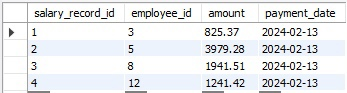 salary_record_id employee_id amount payment_date
1 3 825.37 2024-02-13
2 5 3979.28 2024-02-13
3 8 1941.51 2024-02-13
4 12 1241.42 2024-02-13